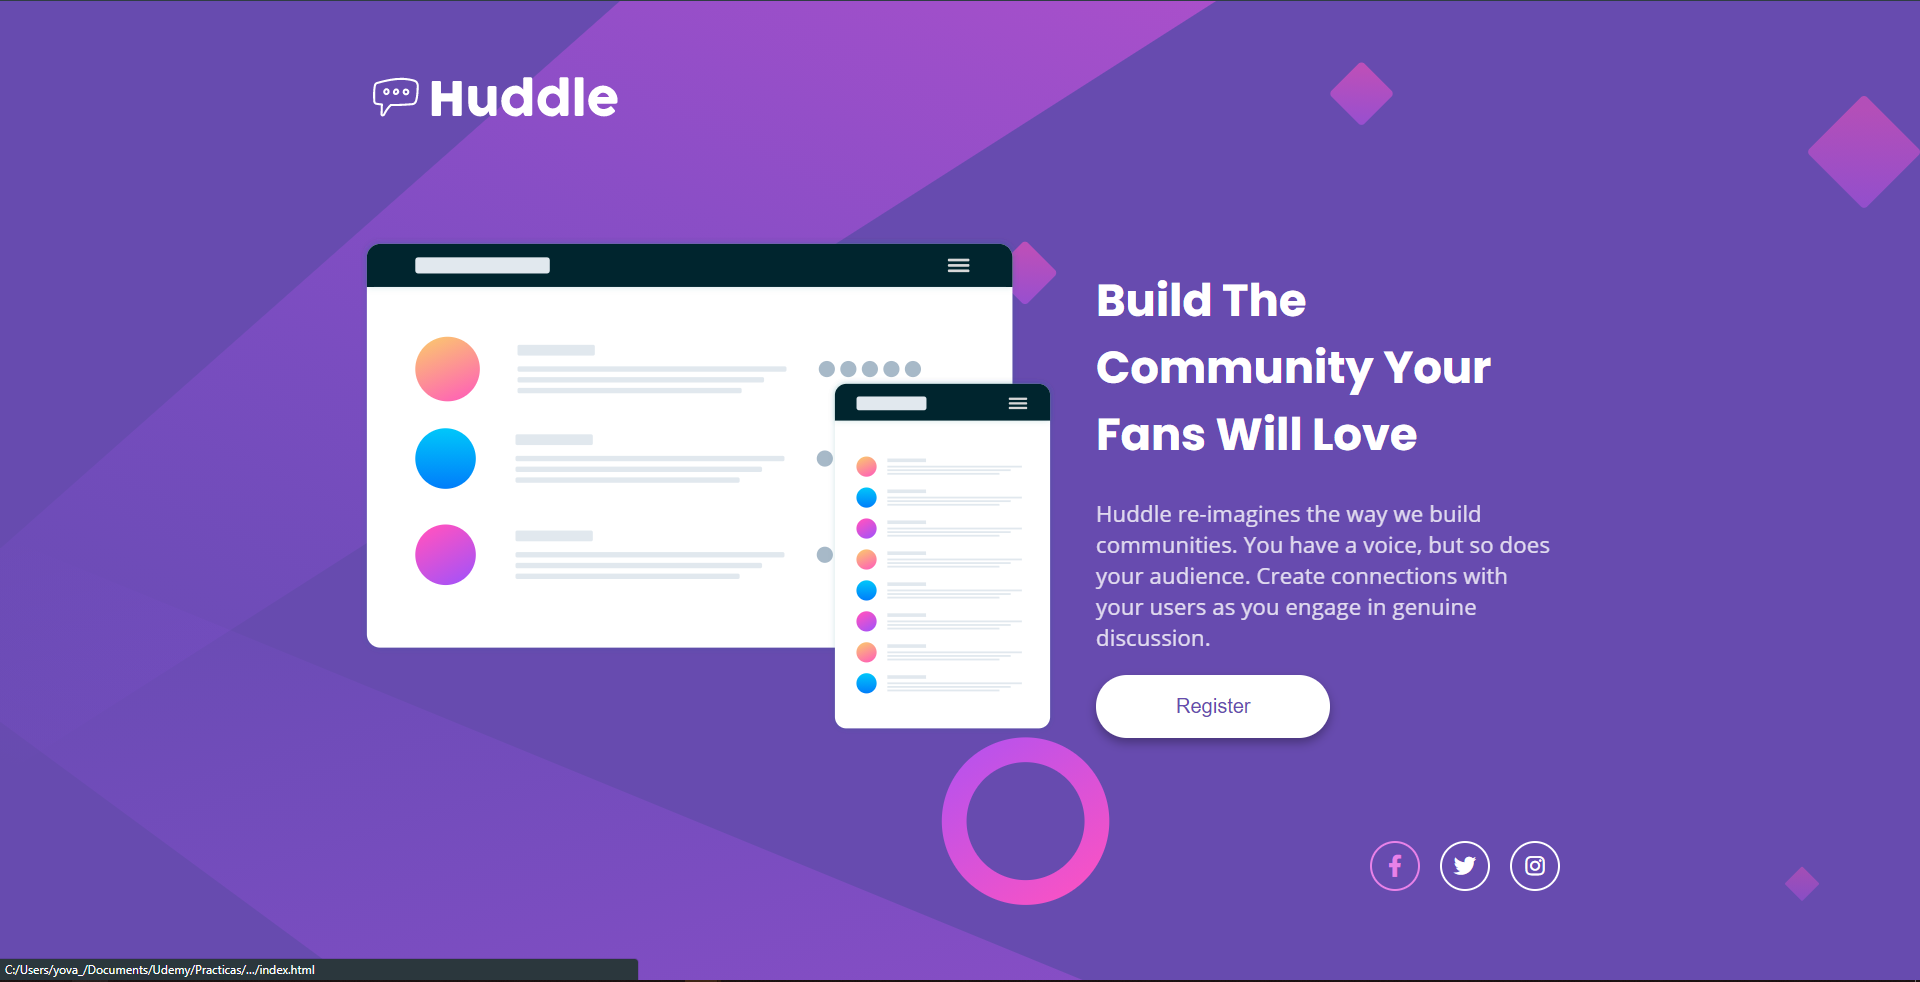 Huddle
Build The
Community Your
Fans Will Love
Huddle re-imagines the way we build
communities. You have a voice, but so does
your audience. Create connections with
your users as you engage in genuine
discussion.
Register
C:/Users/yova_/Documents/Udemy/Practicas/.../index.html